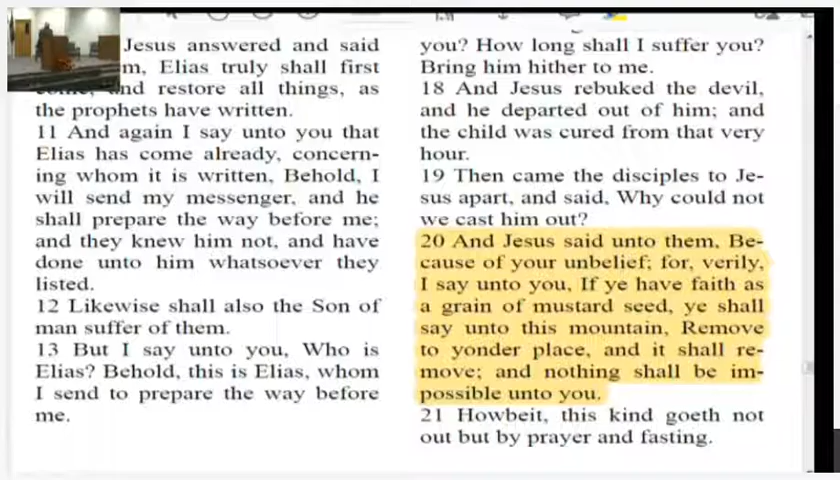 Jesus answered and said
m, Elias truly shall first
come, and restore all things, as
the prophets have written.
11 And again I say unto you that
Elias has come already, concern-
ing whom it is written, Behold, I
will send my messenger, and he
shall prepare the way before me;
and they knew him not, and have
done unto him whatsoever they
listed.
12 Likewise shall also the Son of
man suffer of them.
13 But I say unto you, Who is
Elias? Behold, this is Elias, whom
I send to prepare the way before
me.
you? How long shall I suffer you?
Bring him hither to me.
18 And Jesus rebuked the devil,
and he departed out of him; and
the child was cured from that very
hour.
19 Then came the disciples to Je-
sus apart, and said, Why could not
we cast him out?
20 And Jesus said unto them, Be-
cause of your unbelief; for, verily,
I say unto you, If ye have faith as
a grain of mustard seed, ye shall
say unto this mountain, Remove
to yonder place, and it shall re-
move; and nothing shall be im-
possible unto you.
21 Howbeit, this kind goeth not
out but by prayer and fasting.